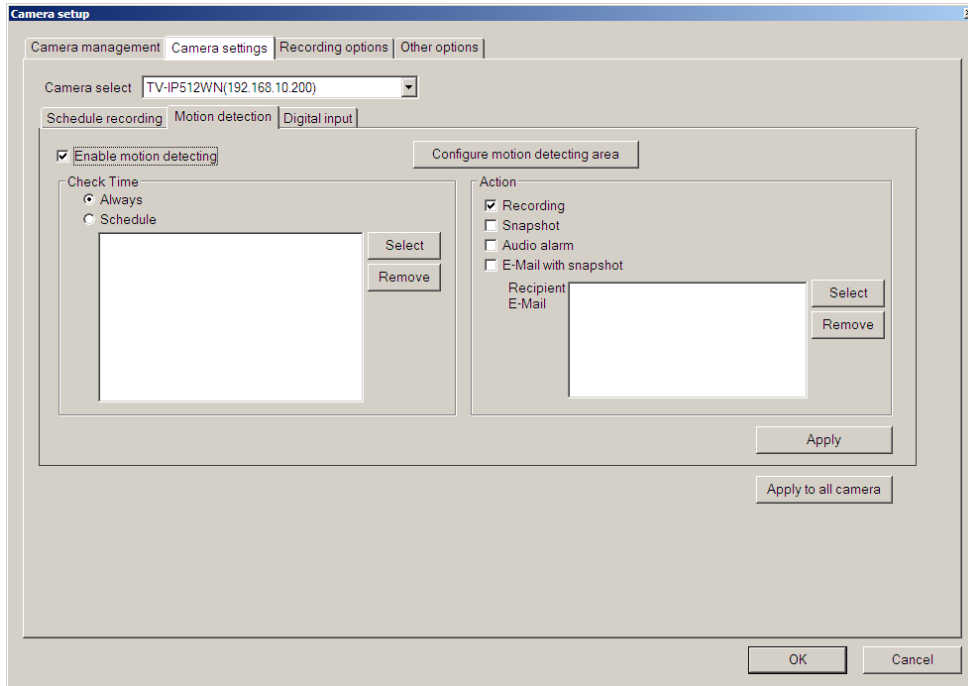 Camera setup
Camera management Camera settings Recording options Other options
Camera select TV-IP512WN(192.168.10.200)
Schedule recording Motion detection Digital input
Enable motion detecting Configure motion detecting area
Check Time
Always
Schedule
Select
Remove
Action
Recording
Snapshot
Audio alarm
E-Mail with snapshot
Recipient
E-Mail
Select
Remove
Apply
Apply to all camera
OK Cancel